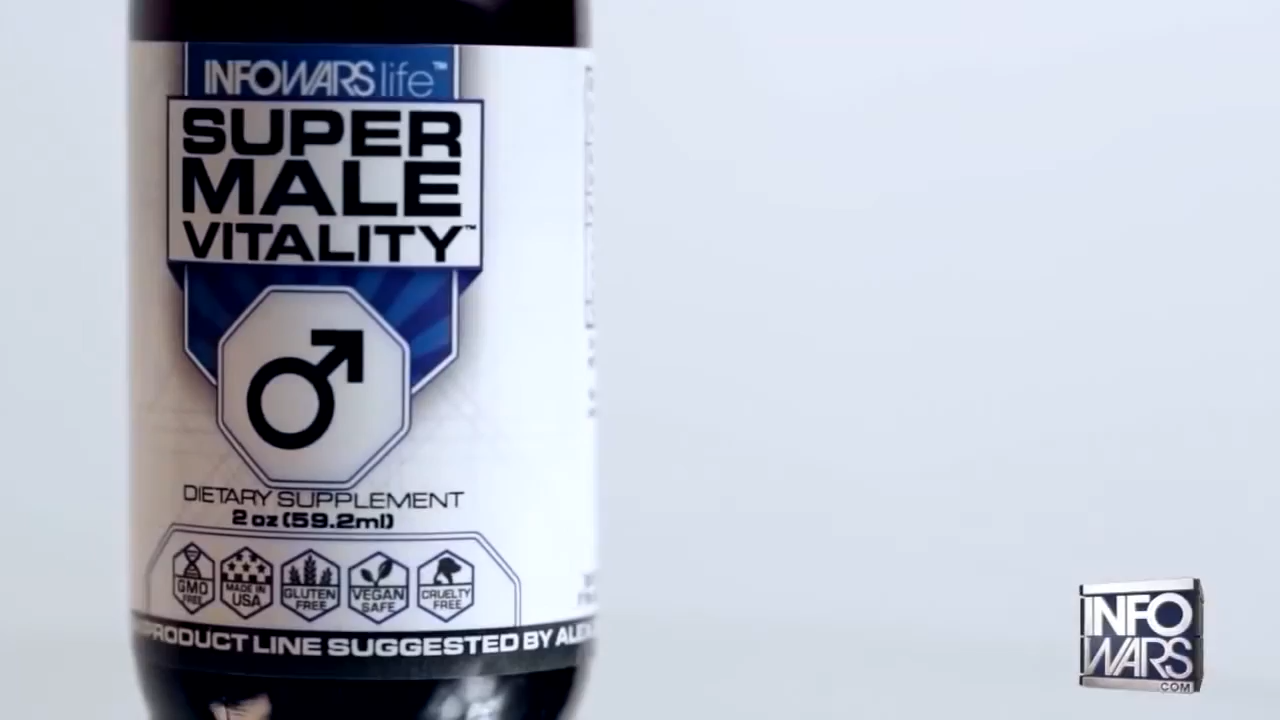 INFOWARS life™
SUPER
MALE
VITALITY™
DIETARY SUPPLEMENT
2 oz (59.2ml)
GMO
FREE
MADE IN
USA
GLUTEN
FREE
VEGAN
SAFE
CRUELTY
FREE
PRODUCT LINE SUGGESTED BY
INFO
WARS
.COM